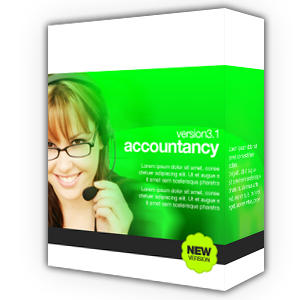 version3.1
accountancy
Lorem ipsum dolor sit amet, conse
ctetuer adipiscing elit. Ut et augue n
it amet sem scelerisque pharetra
Lorem ipsum dolor sit amet, conse
ctetuer adipiscing elit. Ut et augue n
it amet sem scelerisque pharetra
NEW
VERSION